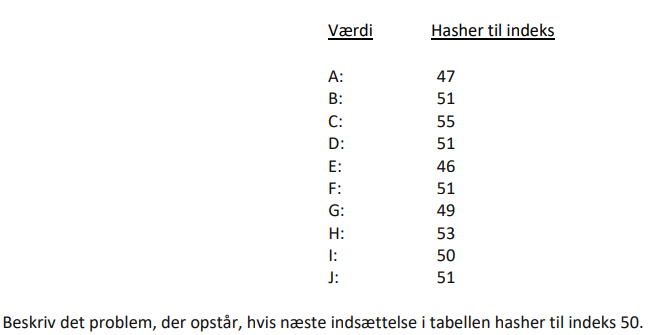 Værdi Hasher til indeks
A: 47
B: 51
C: 55
D: 51
E: 46
F: 51
G: 49
H: 53
I: 50
J: 51
Beskriv det problem, der opstår, hvis næste indsættelse i tabellen hasher til indeks 50.